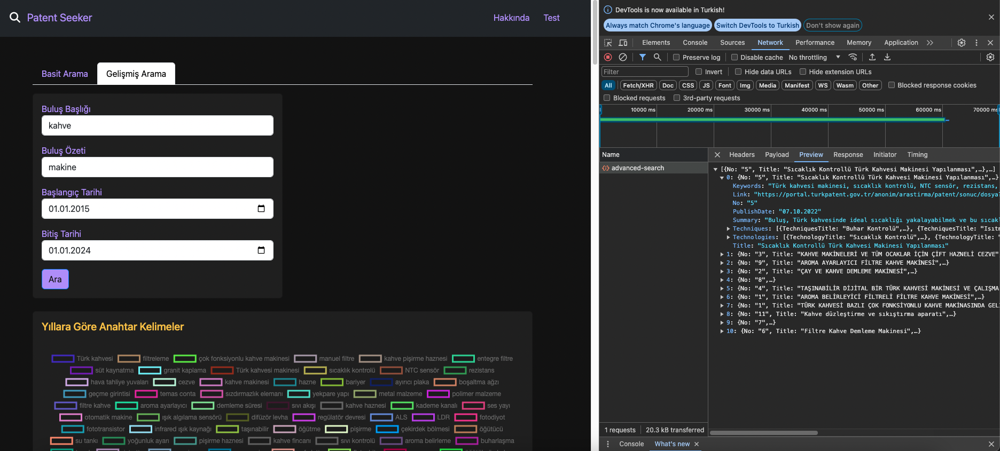 Patent Seeker
Hakkında
Test
Basit Arama
Gelişmiş Arama
Buluş Başlığı
kahve
Buluş Özeti
makine
Başlangıç Tarihi
01.01.2015
Bitiş Tarihi
01.01.2024
Ara
Yıllara Göre Anahtar Kelimeler
Türk kahvesi filtreleme çok fonksiyonlu kahve makinesi manuel filtre kahve pişirme haznesi entegre filtre
süt kaynatma granit kaplama Türk kahvesi makinesi sıcaklık kontrolü NTC sensör rezistans
hava tahliye yuvaları cezve kahve makinesi hazne bariyer ayırıcı plaka boşaltma ağzı
geçme girintisi temas conta sızdırmazlık elemanı yekpare yapı metal malzeme polimer malzeme
filtre kahve aroma ayarlayıcı demleme süresi sıvı akışı kahve haznesi kademe kanalı ses yayı
otomatik makine ışık algılama sensörü difüzör levha regülatör devresi ALS LDR fotodiyot
fototransistor infrared ışık kaynağı taşınabilir öğütme pişirme çekirdek bölmesi öğütücü
su tankı yoğunluk ayarı pişirme haznesi kahve fincanı sıvı kontrolü aroma belirleme buharlaşma
DevTools is now available in Turkish!
Always match Chrome's language
Switch DevTools to Turkish
Don't show again
Elements
Console
Sources
Network
Performance
Memory
Application
Preserve log
Disable cache
No throttling
Filter
Invert
Hide data URLs
Hide extension URLs
All
Fetch/XHR
Doc
CSS
JS
Font
Img
Media
Manifest
WS
Wasm
Other
Blocked response cookies
Blocked requests
3rd-party requests
10000 ms
20000 ms
30000 ms
40000 ms
50000 ms
60000 ms
70000 ms
Name
Headers
Payload
Preview
Response
Initiator
Timing
advanced-search
[{No: "5", Title: "Sıcaklık Kontrollü Türk Kahvesi Makinesi Yapılanması",…},…]
0: {No: "5", Title: "Sıcaklık Kontrollü Türk Kahvesi Makinesi Yapılanması",…}
Keywords: "Türk kahvesi makinesi, sıcaklık kontrolü, NTC sensör, rezistans,
Link: "https://portal.turkpatent.gov.tr/anonim/arastirma/patent/sonuc/dosya?
No: "5"
PublishDate: "07.10.2022"
Summary: "Buluş, Türk kahvesinde ideal sıcaklığı yakalayabilmek ve bu sıcakl
Techniques: [{TechniquesTitle: "Buhar Kontrolü",…}, {TechniquesTitle: "Isıtm
Technologies: [{TechnologyTitle: "Sıcaklık Kontrolü",…}, {TechnologyTitle: "
Title: "Sıcaklık Kontrollü Türk Kahvesi Makinesi Yapılanması"
1: {No: "3", Title: "KAHVE MAKİNELERİ VE TÜM OCAKLAR İÇİN ÇİFT HAZNELİ CEZVE"
2: {No: "9", Title: "AROMA AYARLAYICI FİLTRE KAHVE MAKİNESİ",…}
3: {No: "2", Title: "ÇAY VE KAHVE DEMLEME MAKİNESİ",…}
4: {No: "8",…}
5: {No: "4", Title: "TAŞINABİLİR DİJİTAL BİR TÜRK KAHVESİ MAKİNESİ VE ÇALIŞMA
6: {No: "1", Title: "AROMA BELİRLEYİCİ FİLTRELİ FİLTRE KAHVE MAKİNESİ",…}
7: {No: "1", Title: "TÜRK KAHVESİ BAZLI ÇOK FONKSİYONLU KAHVE MAKİNASINDA GELİ
8: {No: "11", Title: "Kahve düzleştirme ve sıkıştırma aparatı",…}
9: {No: "7",…}
10: {No: "6", Title: "Filtre Kahve Demleme Makinesi",…}
1 requests
20.3 kB transferred
Console
What's new